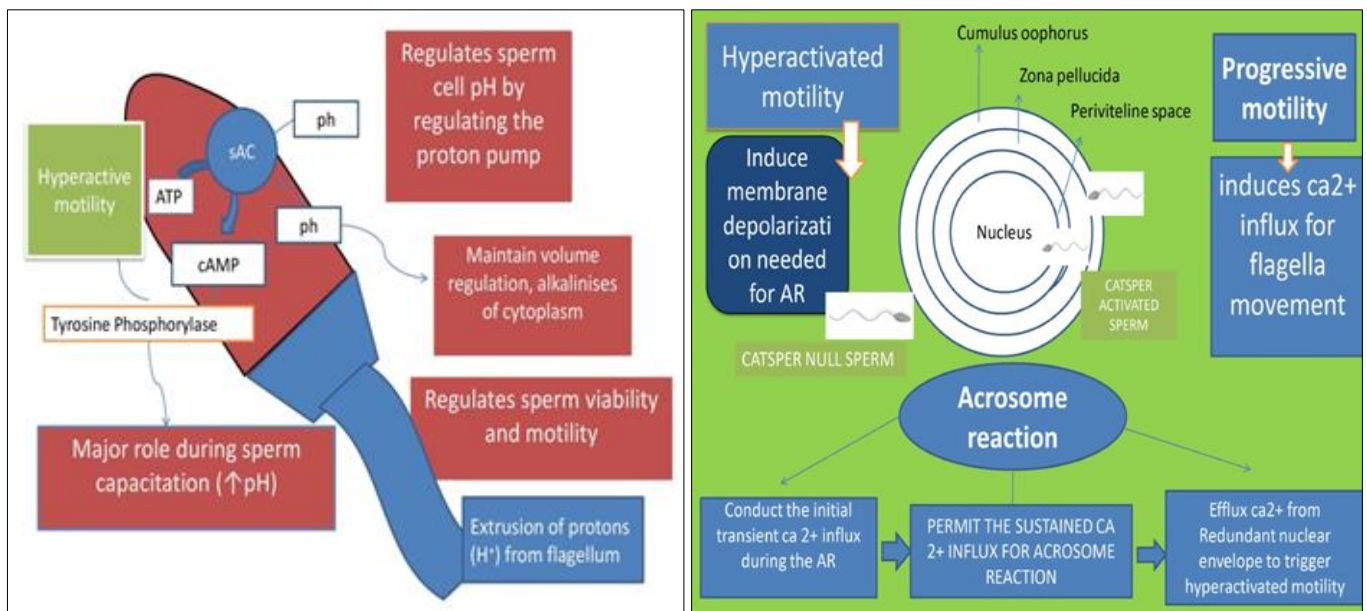 Regulates sperm
cell pH by
regulating the
proton pump
ph
sAC
Hyperactive
motility
ATP
cAMP
ph
Maintain volume
regulation, alkalinises
of cytoplasm
Tyrosine Phosphorylase
Regulates sperm viability
and motility
Major role during sperm
capacitation (↑pH)
Extrusion of protons
(H⁺) from flagellum
Cumulus oophorus
Hyperactivated
motility
Zona pellucida
Periviteline space
Progressive
motility
Induce
membrane
depolarizati
on needed
for AR
Nucleus
induces ca2+
influx for
flagella
movement
CATSPER
ACTIVATED
SPERM
CATSPER NULL SPERM
Acrosome
reaction
Conduct the initial
transient ca 2+ influx
during the AR
PERMIT THE SUSTAINED CA
2+ INFLUX FOR ACROSOME
REACTION
Efflux ca2+ from
Redundant nuclear
envelope to trigger
hyperactivated motility